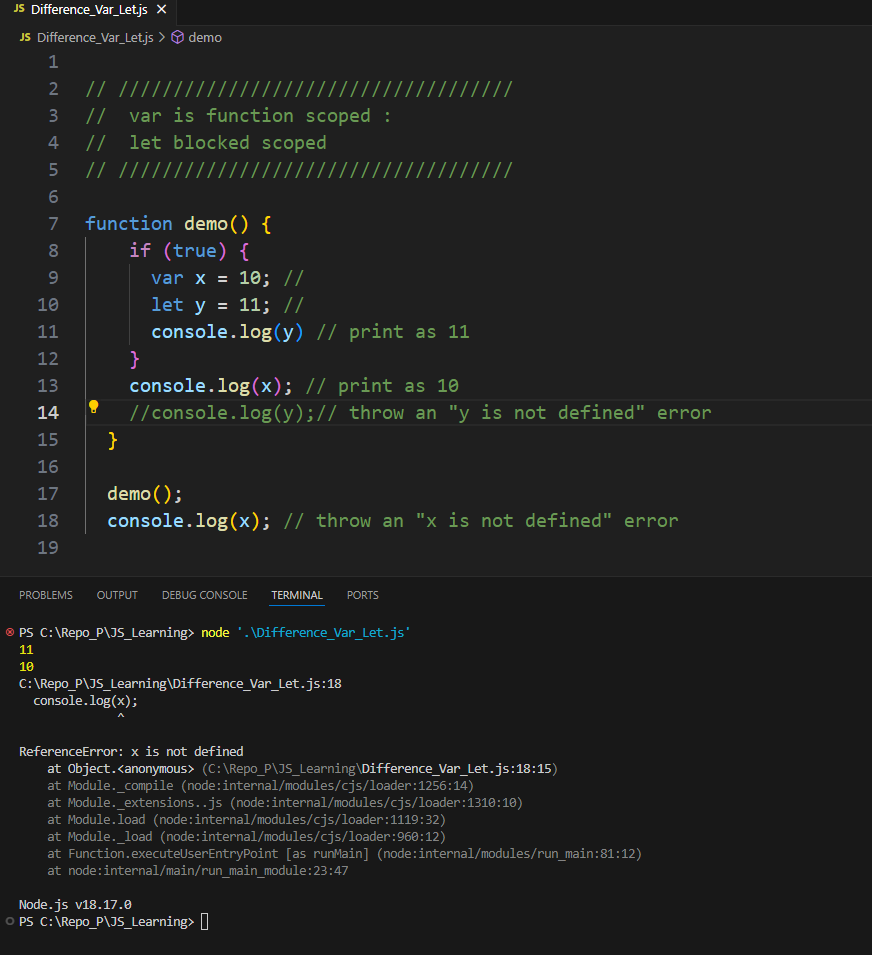 JS Difference_Var_Let.js ×
JS Difference_Var_Let.js > demo
1
2 // ////////////////////////////////////
3 // var is function scoped :
4 // let blocked scoped
5 // ////////////////////////////////////
6
7 function demo() {
8 if (true) {
9 var x = 10; //
10 let y = 11; //
11 console.log(y) // print as 11
12 }
13 console.log(x); // print as 10
14 //console.log(y);// throw an "y is not defined" error
15 }
16
17 demo();
18 console.log(x); // throw an "x is not defined" error
19
PROBLEMS OUTPUT DEBUG CONSOLE TERMINAL PORTS
PS C:\Repo_P\JS_Learning> node '.\Difference_Var_Let.js'
11
10
C:\Repo_P\JS_Learning\Difference_Var_Let.js:18
console.log(x);
^
ReferenceError: x is not defined
at Object.<anonymous> (C:\Repo_P\JS_Learning\Difference_Var_Let.js:18:15)
at Module._compile (node:internal/modules/cjs/loader:1256:14)
at Module._extensions..js (node:internal/modules/cjs/loader:1310:10)
at Module.load (node:internal/modules/cjs/loader:1119:32)
at Module._load (node:internal/modules/cjs/loader:960:12)
at Function.executeUserEntryPoint [as runMain] (node:internal/modules/run_main:81:12)
at node:internal/main/run_main_module:23:47
Node.js v18.17.0
PS C:\Repo_P\JS_Learning>